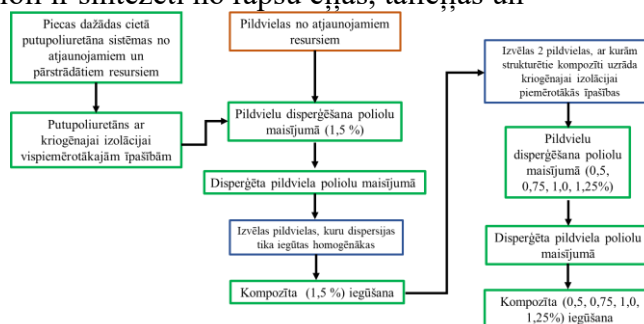 Piecas dažādas cietā
putupoliuretāna sistēmas no
atjaunojamiem un
pārstrādātiem resursiem
Putupoliuretāns ar
kriogēnajai izolācijai
vispiemērotākajām īpašībām
Pildvielas no atjaunojamiem
resursiem
Pildvielu disperģēšana poliolu
maisījumā (1,5 %)
Disperģēta pildviela poliolu maisījumā
Izvēlas pildvielas, kuru dispersijas
tika iegūtas homogēnākas
Kompozīta (1,5 %) iegūšana
Izvēlas 2 pildvielas, ar kurām
strukturētie kompozīti uzrāda
kriogēnajai izolācijai
piemērotākās īpašības
Pildvielu
disperģēšana poliolu
maisījumā (0,5,
0,75, 1,0, 1,25%)
Disperģēta pildviela poliolu
maisījumā
Kompozīta (0,5, 0,75, 1,0,
1,25%) iegūšana